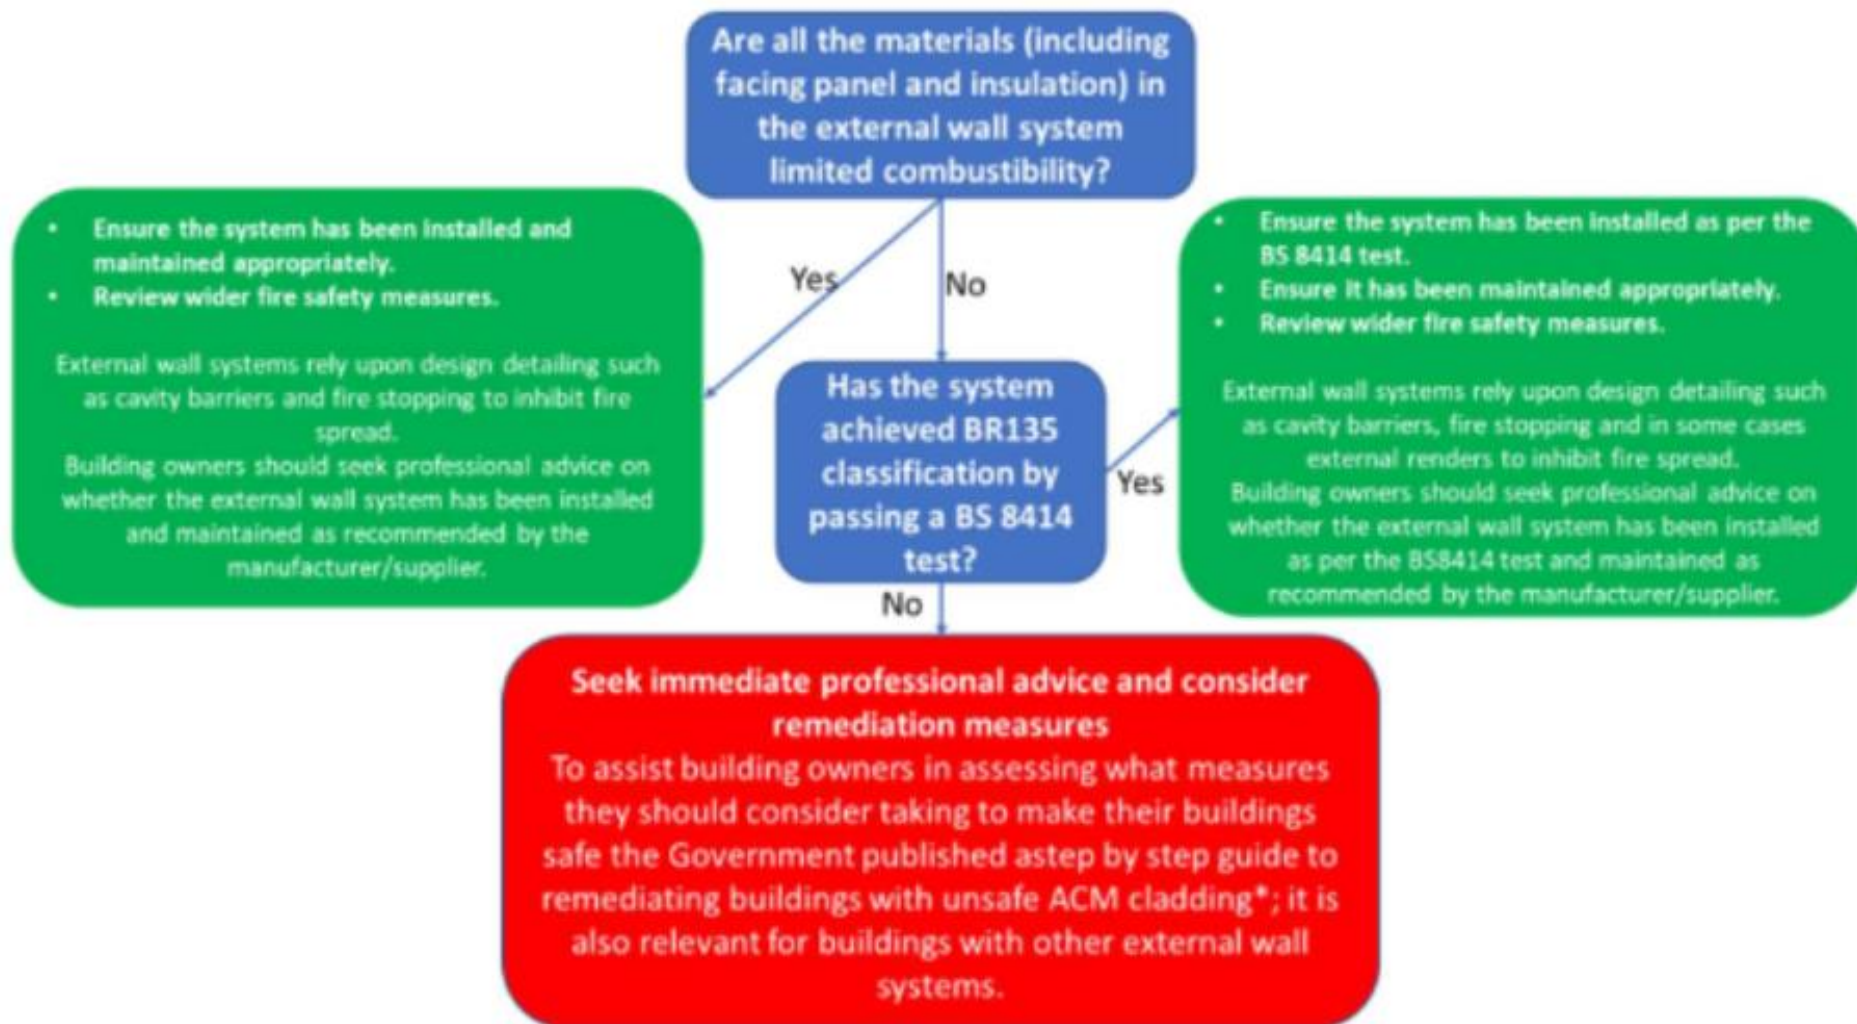 Are all the materials (including
facing panel and insulation) in
the external wall system
limited combustibility?
Yes
No
• Ensure the system has been installed and
maintained appropriately.
• Review wider fire safety measures.
External wall systems rely upon design detailing such
as cavity barriers and fire stopping to inhibit fire
spread.
Building owners should seek professional advice on
whether the external wall system has been installed
and maintained as recommended by the
manufacturer/supplier.
Has the system
achieved BR135
classification by
passing a BS 8414
test?
Yes
No
• Ensure the system has been installed as per the
BS 8414 test.
• Ensure it has been maintained appropriately.
• Review wider fire safety measures.
External wall systems rely upon design detailing such
as cavity barriers, fire stopping and in some cases
external renders to inhibit fire spread.
Building owners should seek professional advice on
whether the external wall system has been installed
as per the BS8414 test and maintained as
recommended by the manufacturer/supplier.
Seek immediate professional advice and consider
remediation measures
To assist building owners in assessing what measures
they should consider taking to make their buildings
safe the Government published astep by step guide to
remediating buildings with unsafe ACM cladding*; it is
also relevant for buildings with other external wall
systems.